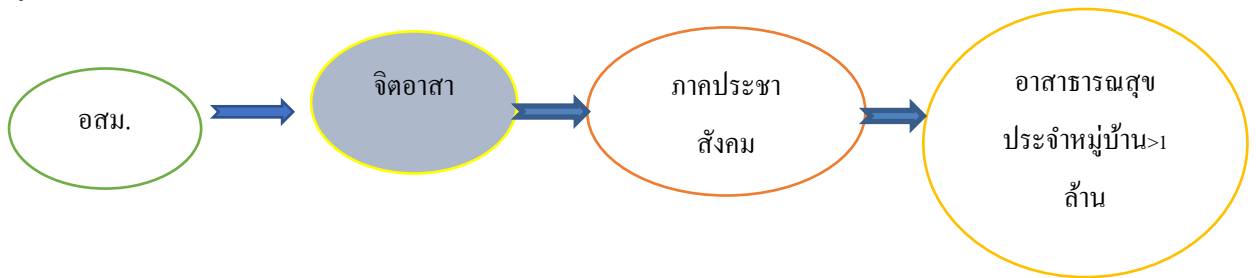 อสม.
จิตอาสา
ภาคประชา
สังคม
อาสาธารณสุข
ประจำหมู่บ้าน>1
ล้าน